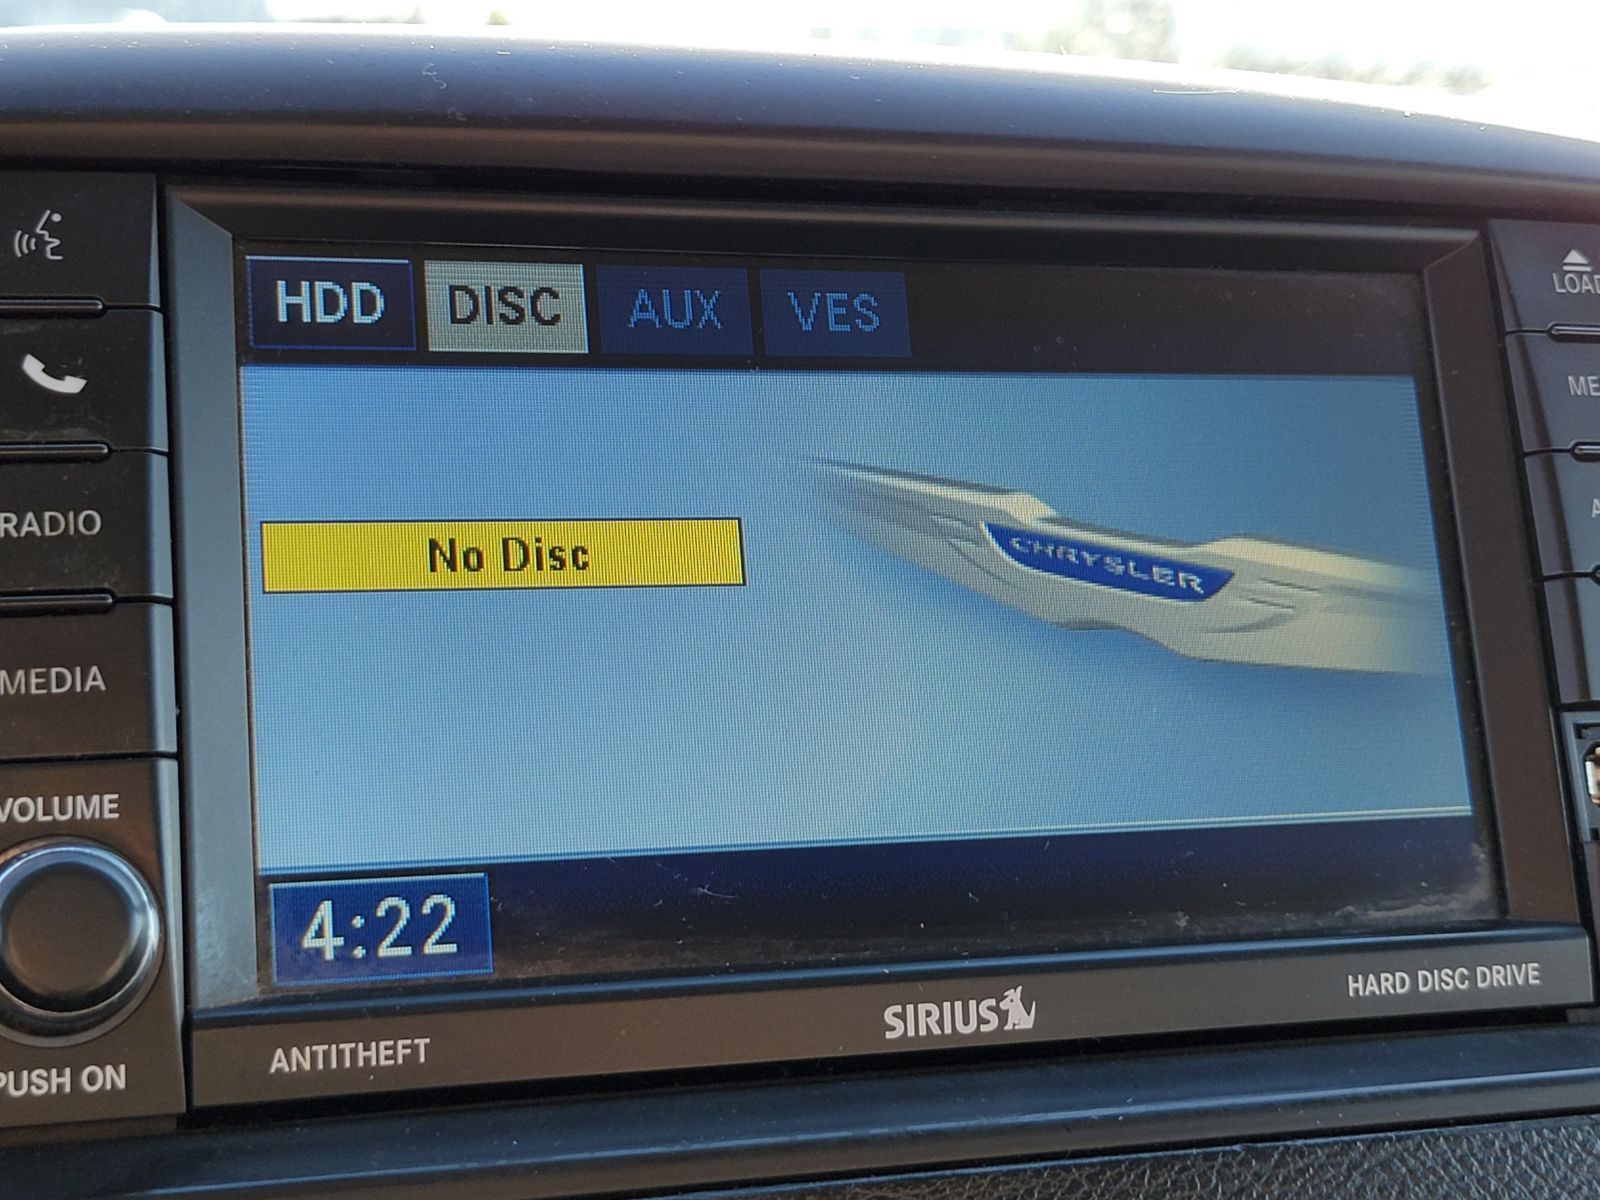 HDD DISC AUX VES
LOAD
RADIO
No Disc
CHRYSLER
MEDIA
VOLUME
4:22
PUSH ON
ANTITHEFT
SIRIUS
HARD DISC DRIVE